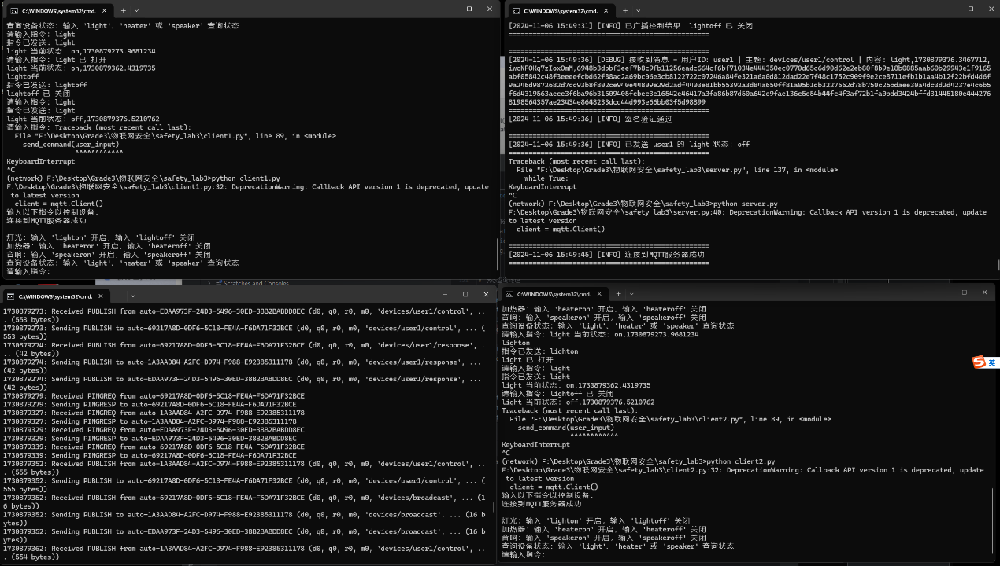 C:\WINDOWS\system32\cmd.
查询设备状态: 输入 'light'、'heater' 或 'speaker' 查询状态
请输入指令: light
指令已发送: light
light 当前状态: on,1730879273.9681234
请输入指令: light 已 打开
light 当前状态: on,1730879362.4319735
lightoff
指令已发送: lightoff
lightoff 已 关闭
请输入指令: light
指令已发送: light
light 当前状态: off,1730879376.5210762
请输入指令: Traceback (most recent call last):
File "F:\Desktop\Grade3\物联网安全\safety_lab3\client1.py", line 89, in <module>
send_command(user_input)
^^^^^^^^^^^^
KeyboardInterrupt
^C
(network) F:\Desktop\Grade3\物联网安全\safety_lab3>python client1.py
F:\Desktop\Grade3\物联网安全\safety_lab3\client1.py:32: DeprecationWarning: Callback API version 1 is deprecated, update
to latest version
client = mqtt.Client()
输入以下指令以控制设备:
连接到MQTT服务器成功
灯光: 输入 'lighton' 开启, 输入 'lightoff' 关闭
加热器: 输入 'heateron' 开启, 输入 'heateroff' 关闭
音响: 输入 'speakeron' 开启, 输入 'speakeroff' 关闭
查询设备状态: 输入 'light'、'heater' 或 'speaker' 查询状态
请输入指令:
C:\WINDOWS\system32\cmd.
[2024-11-06 15:49:31] [INFO] 已广播控制结果: lightoff 已 关闭
==============================================
==============================================
[2024-11-06 15:49:36] [DEBUG] 接收到消息 - 用户ID: user1 | 主题: devices/user1/control | 内容: light,1730879376.3467712,
==============================================
[2024-11-06 15:49:36] [INFO] 签名验证通过
==============================================
[2024-11-06 15:49:36] [INFO] 已发送 user1 的 light 状态: off
==============================================
Traceback (most recent call last):
File "F:\Desktop\Grade3\物联网安全\safety_lab3\server.py", line 137, in <module>
while True:
KeyboardInterrupt
^C
(network) F:\Desktop\Grade3\物联网安全\safety_lab3>python server.py
F:\Desktop\Grade3\物联网安全\safety_lab3\server.py:40: DeprecationWarning: Callback API version 1 is deprecated, update
to latest version
client = mqtt.Client()
==============================================
[2024-11-06 15:49:45] [INFO] 连接到MQTT服务器成功
==============================================
Scratches and Consoles
C:\WINDOWS\system32\cmd.
1730879273: Received PUBLISH from auto-EDAA973F-24D3-5496-30ED-38B2BABDD8EC (d0, q0, r0, m0, 'devices/user1/control', ..
. (553 bytes))
1730879273: Sending PUBLISH to auto-69217A8D-0DF6-5C18-FE4A-F6DA71F32BCE (d0, q0, r0, m0, 'devices/user1/control', ... (
553 bytes))
1730879274: Received PUBLISH from auto-69217A8D-0DF6-5C18-FE4A-F6DA71F32BCE (d0, q0, r0, m0, 'devices/user1/response', .
.. (42 bytes))
1730879274: Sending PUBLISH to auto-1A3AAD84-A2FC-D974-F988-E92385311178 (d0, q0, r0, m0, 'devices/user1/response', ...
(42 bytes))
1730879274: Sending PUBLISH to auto-EDAA973F-24D3-5496-30ED-38B2BABDD8EC (d0, q0, r0, m0, 'devices/user1/response', ...
(42 bytes))
1730879279: Received PINGREQ from auto-69217A8D-0DF6-5C18-FE4A-F6DA71F32BCE
1730879279: Sending PINGRESP to auto-69217A8D-0DF6-5C18-FE4A-F6DA71F32BCE
1730879327: Received PINGREQ from auto-1A3AAD84-A2FC-D974-F988-E92385311178
1730879327: Sending PINGRESP to auto-1A3AAD84-A2FC-D974-F988-E92385311178
1730879329: Received PINGREQ from auto-EDAA973F-24D3-5496-30ED-38B2BABDD8EC
1730879329: Sending PINGRESP to auto-EDAA973F-24D3-5496-30ED-38B2BABDD8EC
1730879339: Received PINGREQ from auto-69217A8D-0DF6-5C18-FE4A-F6DA71F32BCE
1730879339: Sending PINGRESP to auto-69217A8D-0DF6-5C18-FE4A-F6DA71F32BCE
1730879352: Received PUBLISH from auto-1A3AAD84-A2FC-D974-F988-E92385311178 (d0, q0, r0, m0, 'devices/user1/control', ..
. (555 bytes))
1730879352: Sending PUBLISH to auto-69217A8D-0DF6-5C18-FE4A-F6DA71F32BCE (d0, q0, r0, m0, 'devices/user1/control', ... (
555 bytes))
1730879352: Received PUBLISH from auto-69217A8D-0DF6-5C18-FE4A-F6DA71F32BCE (d0, q0, r0, m0, 'devices/broadcast', ... (1
6 bytes))
1730879352: Sending PUBLISH to auto-1A3AAD84-A2FC-D974-F988-E92385311178 (d0, q0, r0, m0, 'devices/broadcast', ... (16 b
ytes))
1730879352: Sending PUBLISH to auto-EDAA973F-24D3-5496-30ED-38B2BABDD8EC (d0, q0, r0, m0, 'devices/broadcast', ... (16 b
ytes))
1730879362: Received PUBLISH from auto-1A3AAD84-A2FC-D974-F988-E92385311178 (d0, q0, r0, m0, 'devices/user1/control', ..
. (554 bytes))
C:\WINDOWS\system32\cmd.
加热器: 输入 'heateron' 开启, 输入 'heateroff' 关闭
音响: 输入 'speakeron' 开启, 输入 'speakeroff' 关闭
查询设备状态: 输入 'light'、'heater' 或 'speaker' 查询状态
请输入指令: light 当前状态: on,1730879273.9681234
lighton
指令已发送: lighton
light 已 打开
请输入指令: light
指令已发送: light
light 当前状态: on,1730879362.4319735
请输入指令: lightoff 已 关闭
light 当前状态: off,1730879376.5210762
Traceback (most recent call last):
File "F:\Desktop\Grade3\物联网安全\safety_lab3\client2.py", line 89, in <module>
send_command(user_input)
^^^^^^^^^^^^
KeyboardInterrupt
^C
(network) F:\Desktop\Grade3\物联网安全\safety_lab3>python client2.py
F:\Desktop\Grade3\物联网安全\safety_lab3\client2.py:32: DeprecationWarning: Callback API version 1 is deprecated, update
to latest version
client = mqtt.Client()
输入以下指令以控制设备:
连接到MQTT服务器成功
灯光: 输入 'lighton' 开启, 输入 'lightoff' 关闭
加热器: 输入 'heateron' 开启, 输入 'heateroff' 关闭
音响: 输入 'speakeron' 开启, 输入 'speakeroff' 关闭
查询设备状态: 输入 'light'、'heater' 或 'speaker' 查询状态
请输入指令:
英